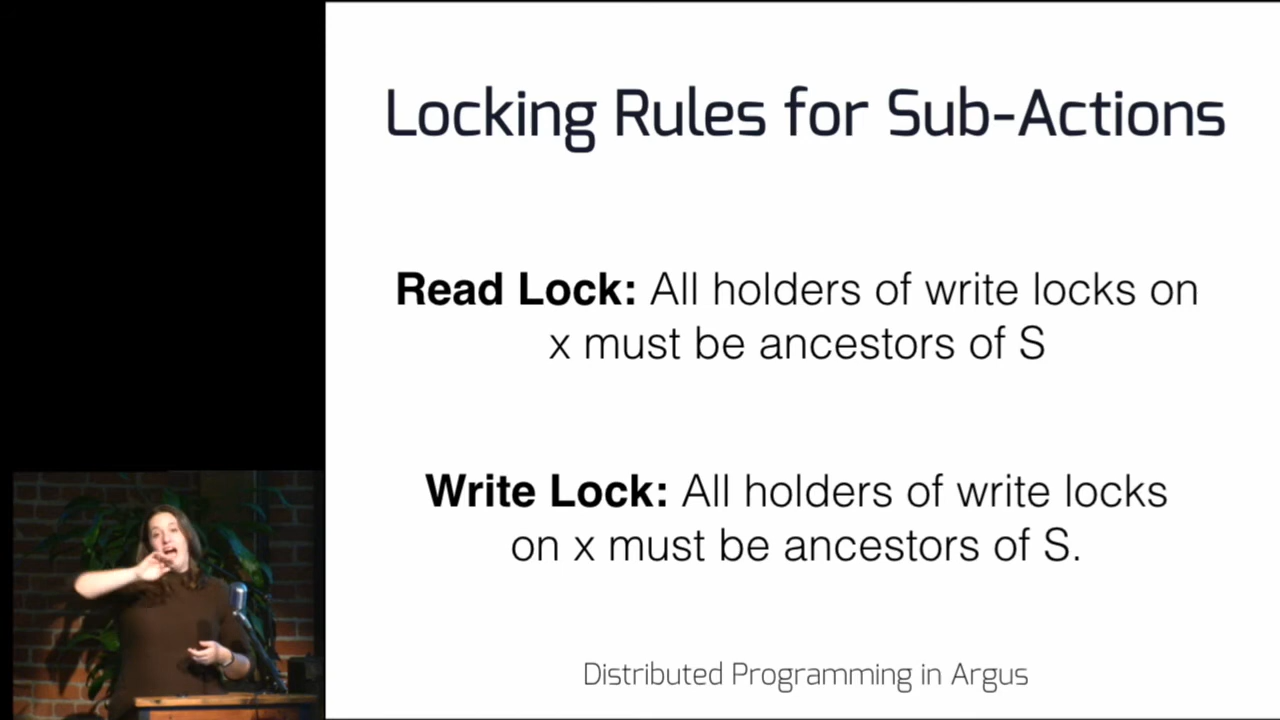 Locking Rules for Sub-Actions
Read Lock: All holders of write locks on
x must be ancestors of S
Write Lock: All holders of write locks
on x must be ancestors of S.
Distributed Programming in Argus